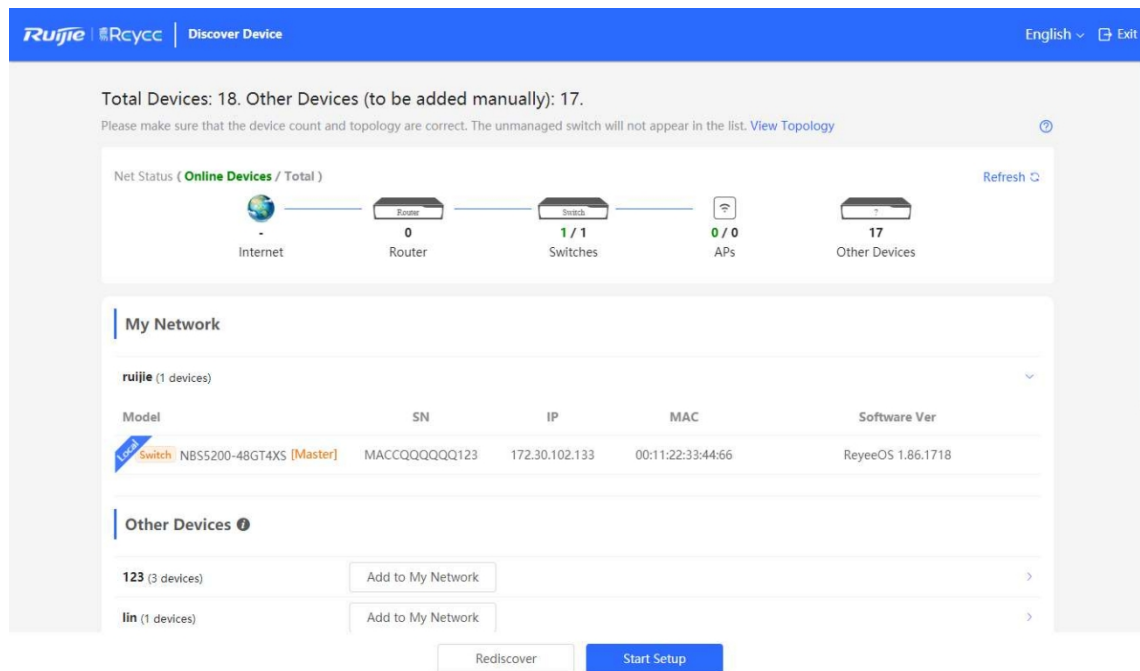 Ruijie | Rcycc | Discover Device English Exit
Total Devices: 18. Other Devices (to be added manually): 17.
Please make sure that the device count and topology are correct. The unmanaged switch will not appear in the list. View Topology
Net Status ( Online Devices / Total ) Refresh
Router Switch ?
- 0 1 / 1 0 / 0 17
Internet Router Switches APs Other Devices
My Network
ruijie (1 devices)
Model SN IP MAC Software Ver
Local Switch NBS5200-48GT4XS [Master] MACCQQQQQQ123 172.30.102.133 00:11:22:33:44:66 ReyeeOS 1.86.1718
Other Devices
123 (3 devices) Add to My Network
lin (1 devices) Add to My Network
Rediscover Start Setup